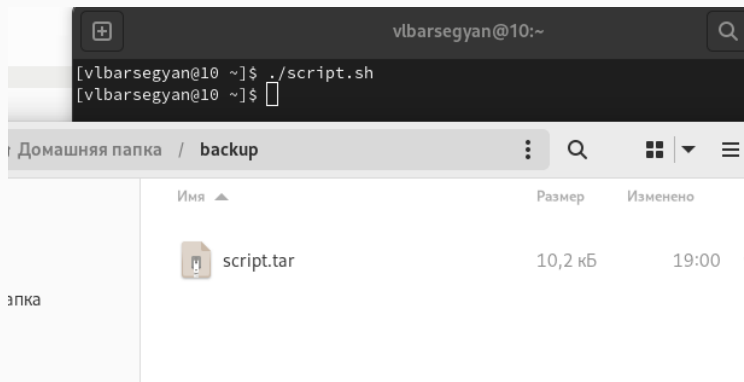 vlbarsegyan@10:~
[vlbarsegyan@10 ~]$ ./script.sh
[vlbarsegyan@10 ~]$
Домашняя папка / backup
Имя Размер Изменено
script.tar 10,2 кБ 19:00
апка